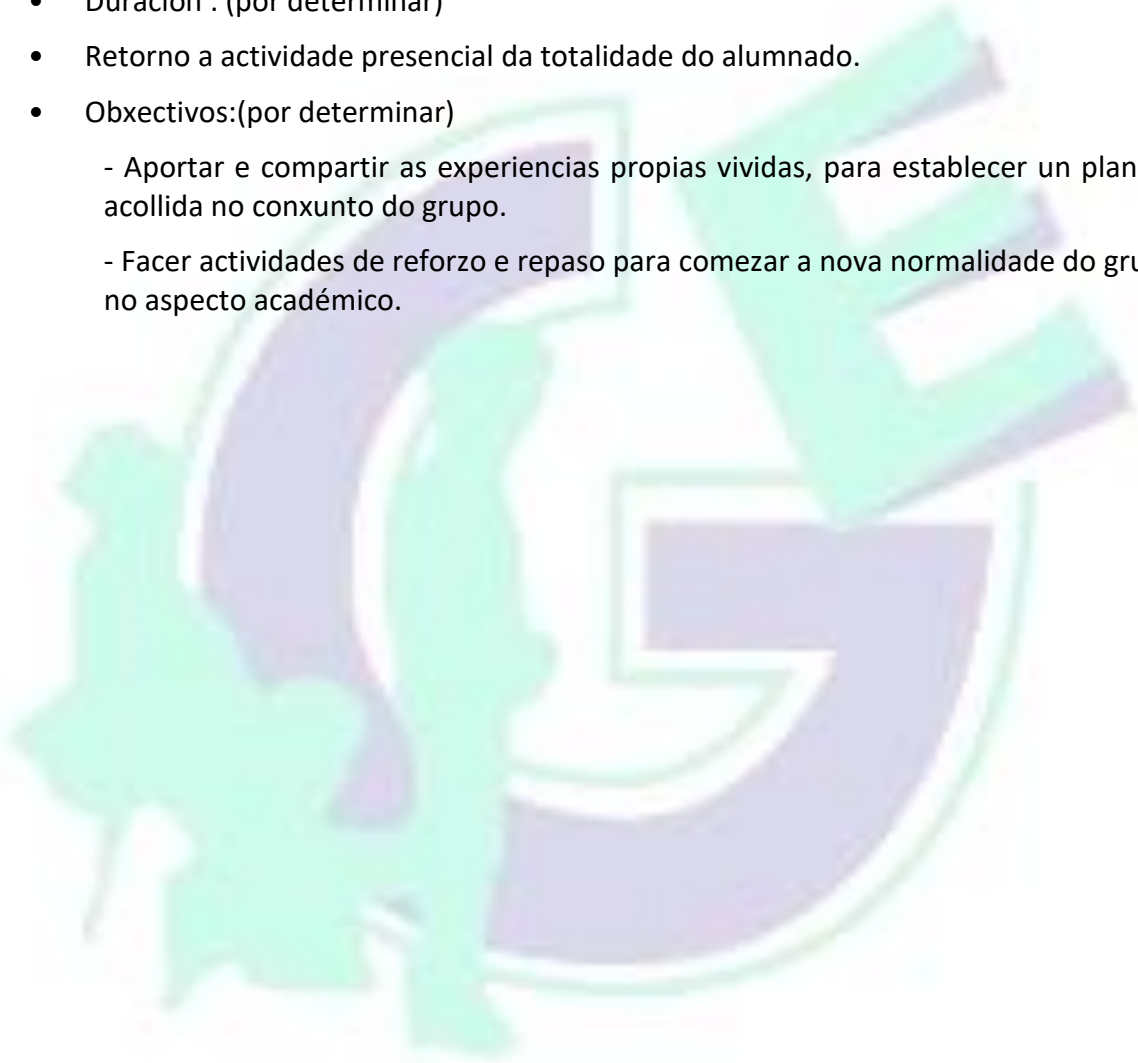 • Duración : (por determinar)
• Retorno a actividade presencial da totalidade do alumnado.
• Obxectivos:(por determinar)
- Aportar e compartir as experiencias propias vividas, para establecer un plan
acollida no conxunto do grupo.
- Facer actividades de reforzo e repaso para comezar a nova normalidade do
no aspecto académico.
G
E